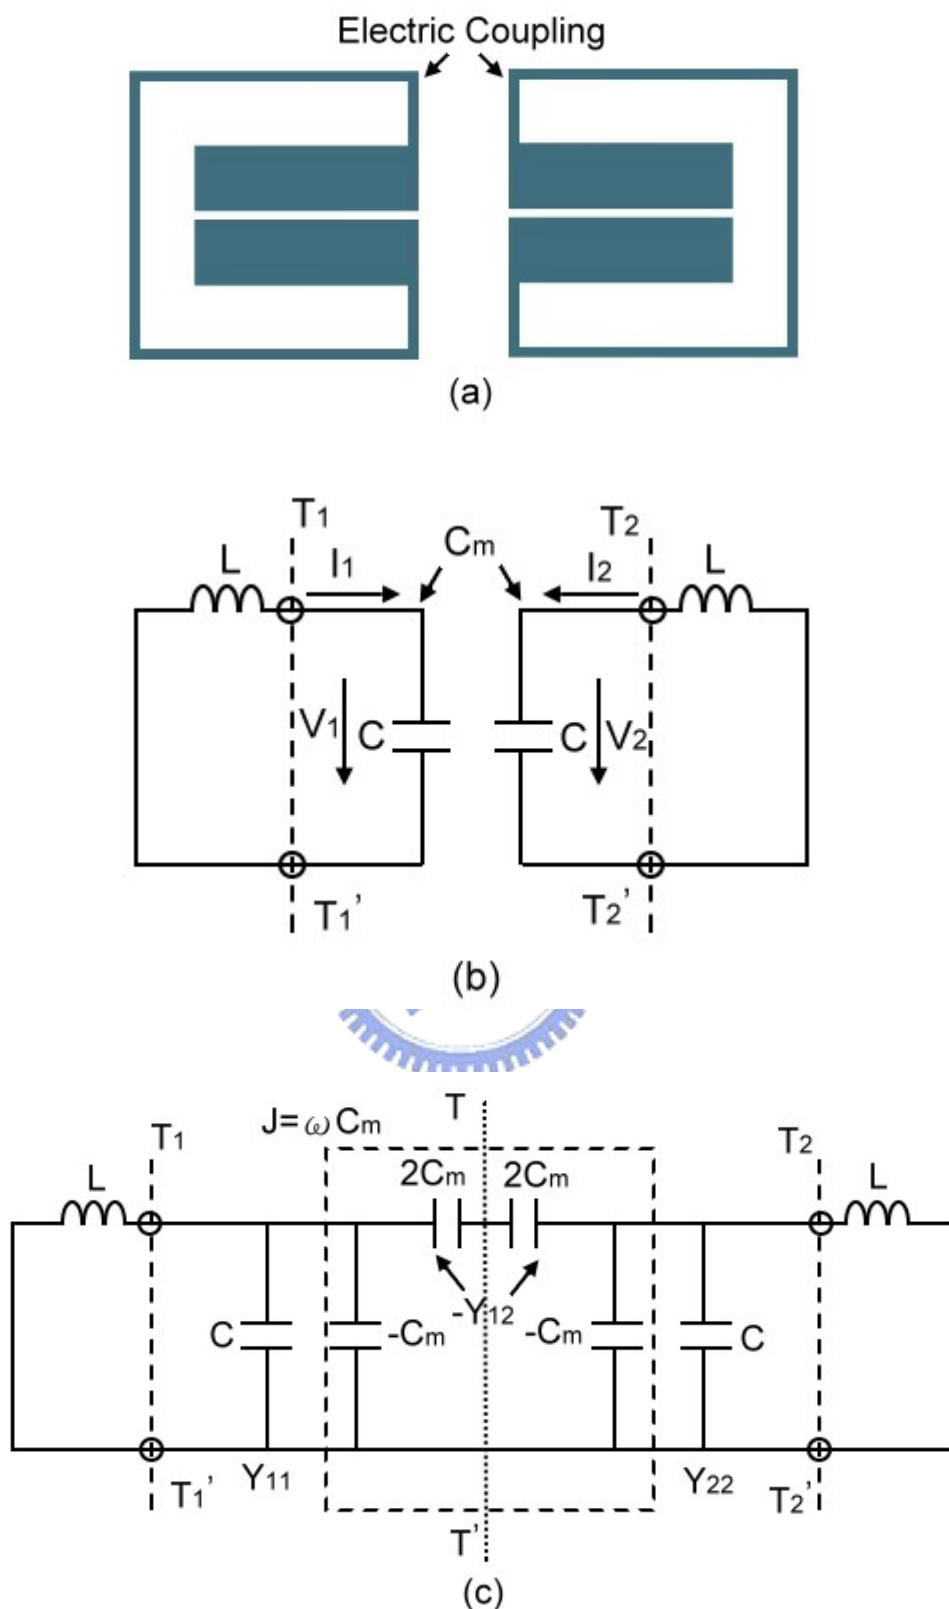 Electric Coupling
(a)
T1 T2
L I1 Cm I2 L
V1 C C V2
T1’ T2’
(b)
J=ωCm T
T1 T2
L 2Cm 2Cm L
-Y12
C -Cm -Cm C
T1’ Y11 Y22 T2’
T’
(c)